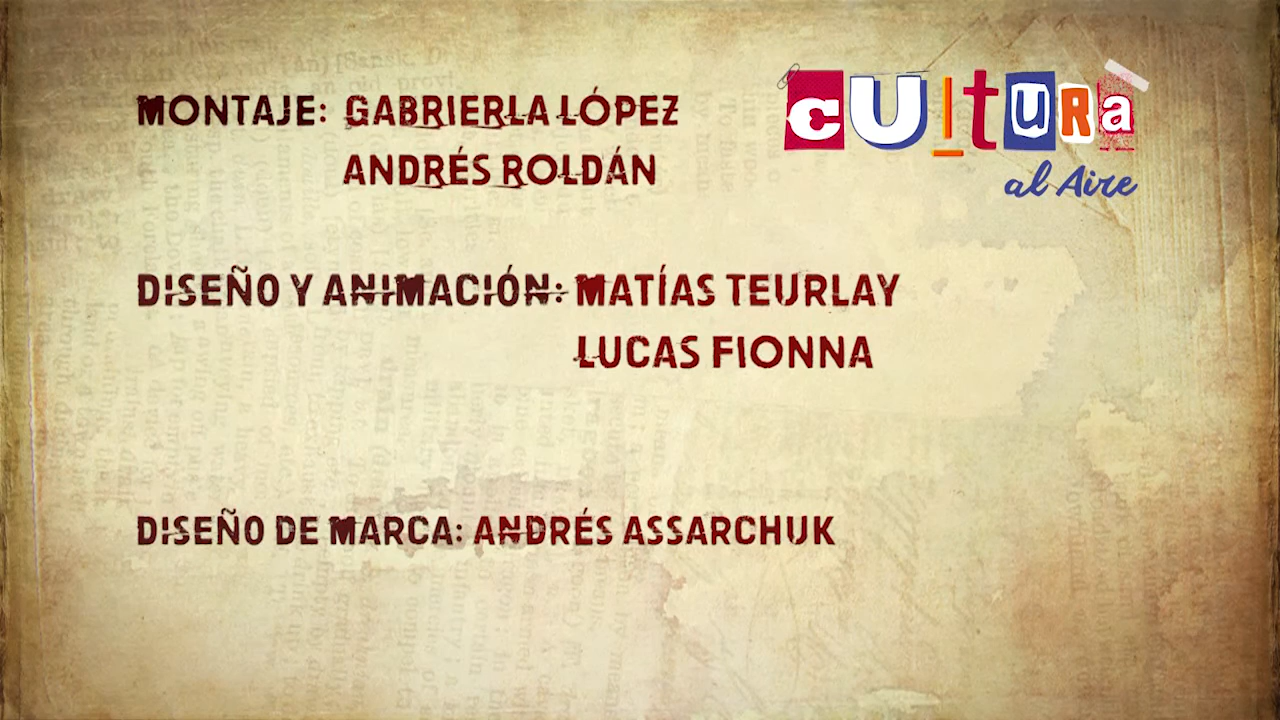 MONTAJE: GABRIERLA LÓPEZ
ANDRÉS ROLDÁN
CUlTURa
al Aire
DISEÑO Y ANIMACIÓN: MATÍAS TEURLAY
LUCAS FIONNA
DISEÑO DE MARCA: ANDRÉS ASSARCHUK